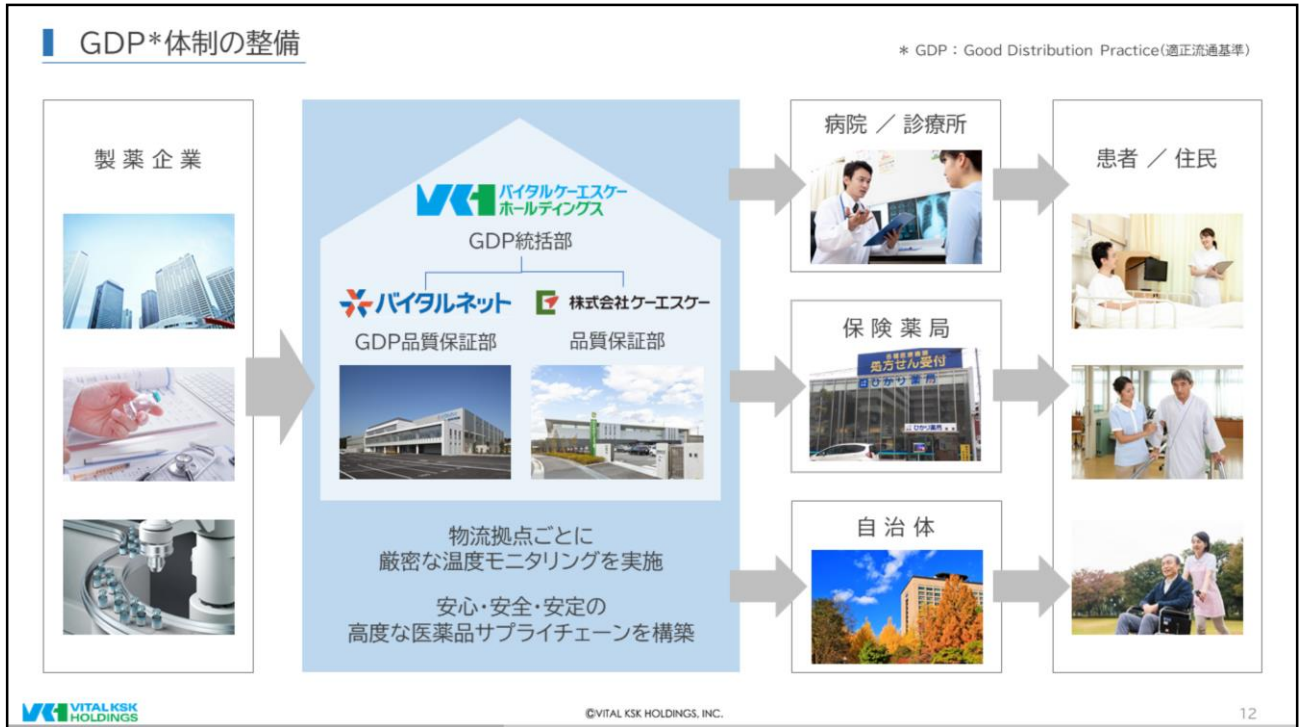 GDP*体制の整備
* GDP：Good Distribution Practice(適正流通基準)
製薬企業
バイタルケーエスケー
ホールディングス
GDP統括部
バイタルネット
GDP品質保証部
株式会社ケーエスケー
品質保証部
物流拠点ごとに
厳密な温度モニタリングを実施
安心・安全・安定の
高度な医薬品サプライチェーンを構築
病院 ／ 診療所
保険薬局
処方せん受付
ひかり薬局
ひかり薬局
自治体
患者 ／ 住民
VITAL KSK
HOLDINGS
©VITAL KSK HOLDINGS, INC.
12